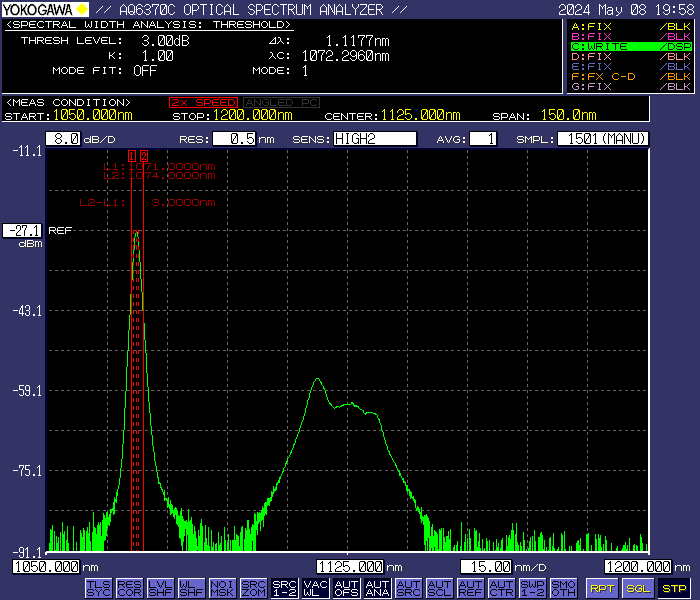 YOKOGAWA // AQ6370C OPTICAL SPECTRUM ANALYZER // 2024 May 08 19:58
<SPECTRAL WIDTH ANALYSIS: THRESHOLD>
THRESH LEVEL: 3.00dB Δλ: 1.1177nm
K: 1.00 λC: 1072.2960nm
MODE FIT: OFF MODE: 1
A:FIX /BLK
B:FIX /BLK
C:WRITE /DSP
D:FIX /BLK
E:FIX /BLK
F:FX C-D /BLK
G:FIX /BLK
<MEAS CONDITION> 2X SPEED ANGLED PC
START:1050.000nm STOP:1200.000nm CENTER:1125.000nm SPAN: 150.0nm
8.0 dB/D RES: 0.5 nm SENS: HIGH2 AVG: 1 SMPL: 1501(MANU)
-11.1
1 2
L1:1071.0000nm
L2:1074.0000nm
L2-L1: 3.0000nm
-27.1 REF
dBm
-43.1
-59.1
-75.1
-91.1
1050.000 nm 1125.000 nm 15.00 nm/D 1200.000 nm
TLS SYC RES COR LVL SHF WL SHF NOI MSK SRC ZOM SRC 1-2 VAC WL AUT OFS AUT ANA AUT SRC AUT SCL AUT REF AUT CTR SWP 1-2 SMO OTH RPT SGL STP